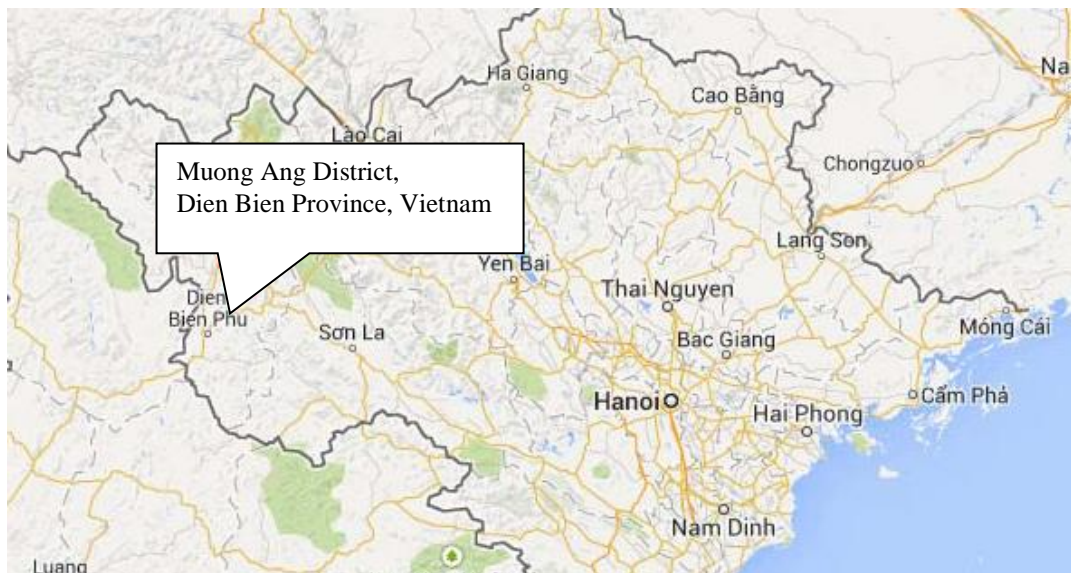 Ha Giang
Na
Cao Bằng
Lào Cai
Chongzuo
Muong Ang District,
Dien Bien Province, Vietnam
Lang Son
Yen Bai
Thai Nguyen
Dien
Bien Phu
Sơn La
Móng Cái
Bac Giang
Cẩm Phả
Hanoi
Hai Phong
Nam Dinh
Luang